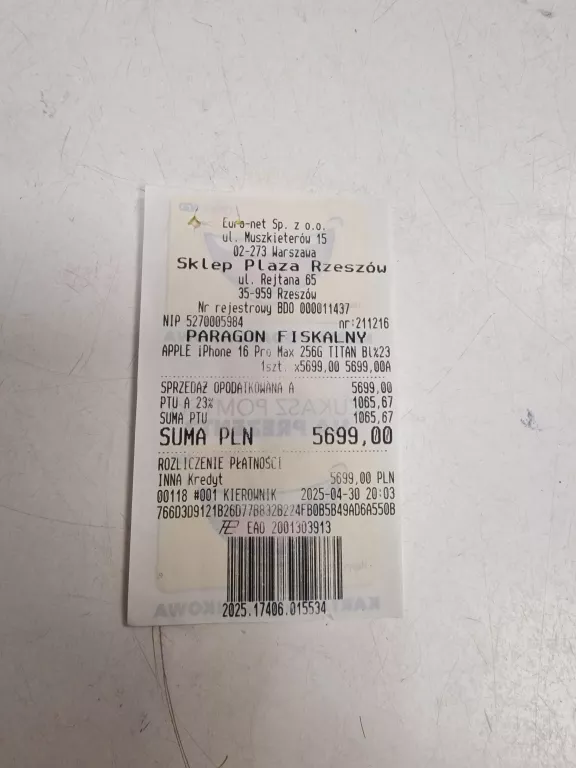 Euro-net Sp. z o.o.
ul. Muszkieterów 15
02-273 Warszawa
Sklep Plaza Rzeszów
ul. Rejtana 65
35-959 Rzeszów
Nr rejestrowy BDO 000011437
NIP 5270005984 nr:211216
PARAGON FISKALNY
APPLE iPhone 16 Pro Max 256G TITAN Bl%23
1szt. x5699,00 5699,00A
SPRZEDAŻ OPODATKOWANA A 5699,00
PTU A 23% 1065,67
SUMA PTU 1065,67
SUMA PLN 5699,00
ROZLICZENIE PŁATNOŚCI
INNA Kredyt 5699,00 PLN
00118 #001 KIEROWNIK 2025-04-30 20:03
EAO 2001303913
2025.17406.015534